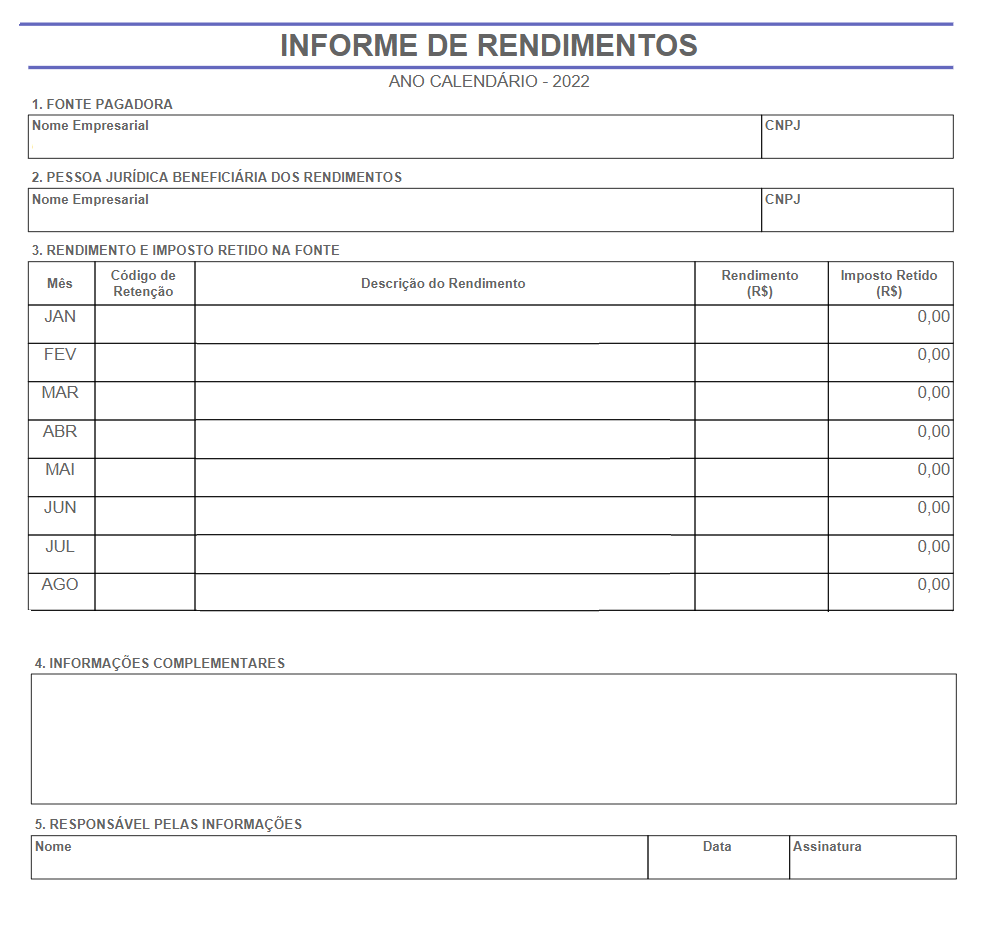 INFORME DE RENDIMENTOS
ANO CALENDÁRIO - 2022
1. FONTE PAGADORA
Nome Empresarial CNPJ
2. PESSOA JURÍDICA BENEFICIÁRIA DOS RENDIMENTOS
Nome Empresarial CNPJ
3. RENDIMENTO E IMPOSTO RETIDO NA FONTE
Mês Código de Retenção Descrição do Rendimento Rendimento (R$) Imposto Retido (R$)
JAN 0,00
FEV 0,00
MAR 0,00
ABR 0,00
MAI 0,00
JUN 0,00
JUL 0,00
AGO 0,00
4. INFORMAÇÕES COMPLEMENTARES
5. RESPONSÁVEL PELAS INFORMAÇÕES
Nome Data Assinatura